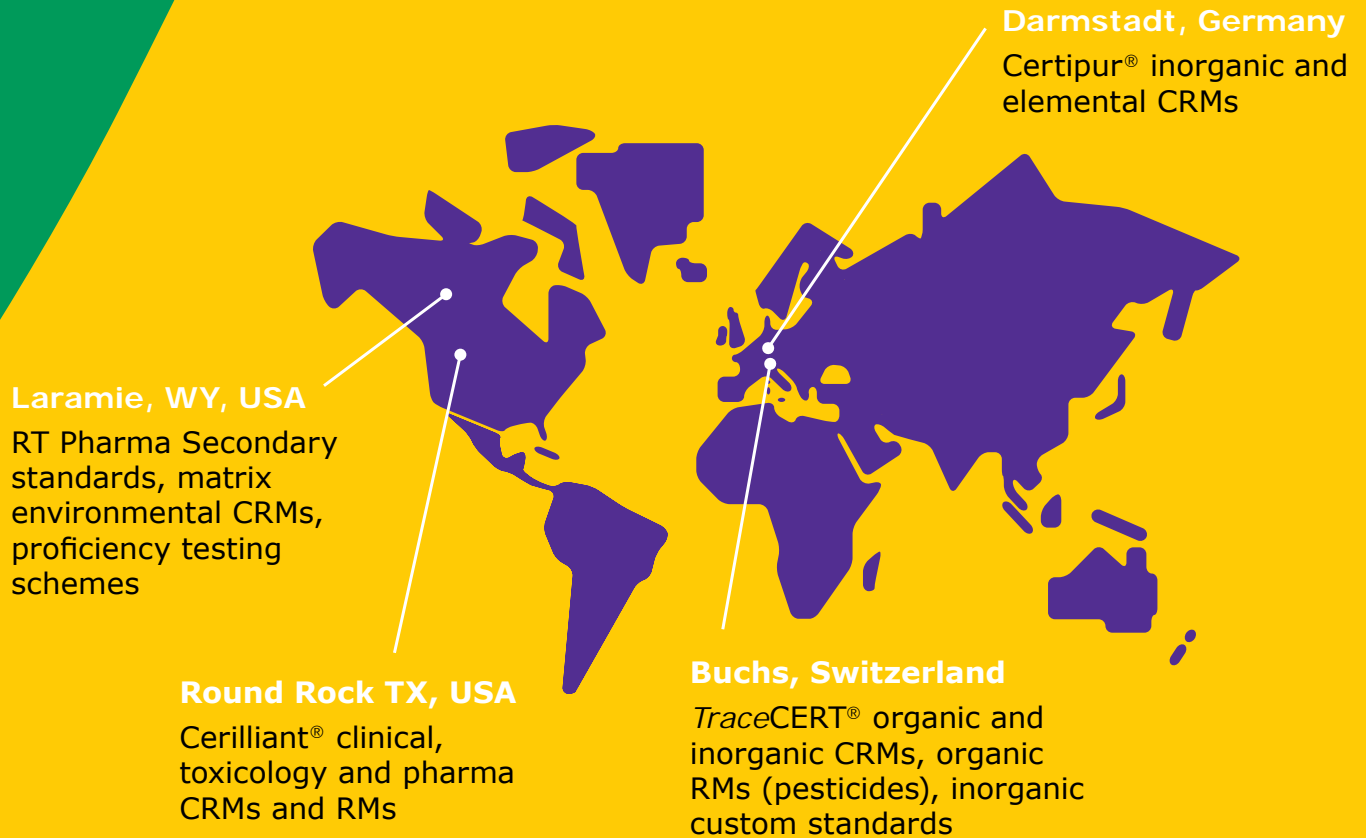 Darmstadt, Germany
Certipur® inorganic and
elemental CRMs
Laramie, WY, USA
RT Pharma Secondary
standards, matrix
environmental CRMs,
proficiency testing
schemes
Round Rock TX, USA
Cerilliant® clinical,
toxicology and pharma
CRMs and RMs
Buchs, Switzerland
TraceCERT® organic and
inorganic CRMs, organic
RMs (pesticides), inorganic
custom standards